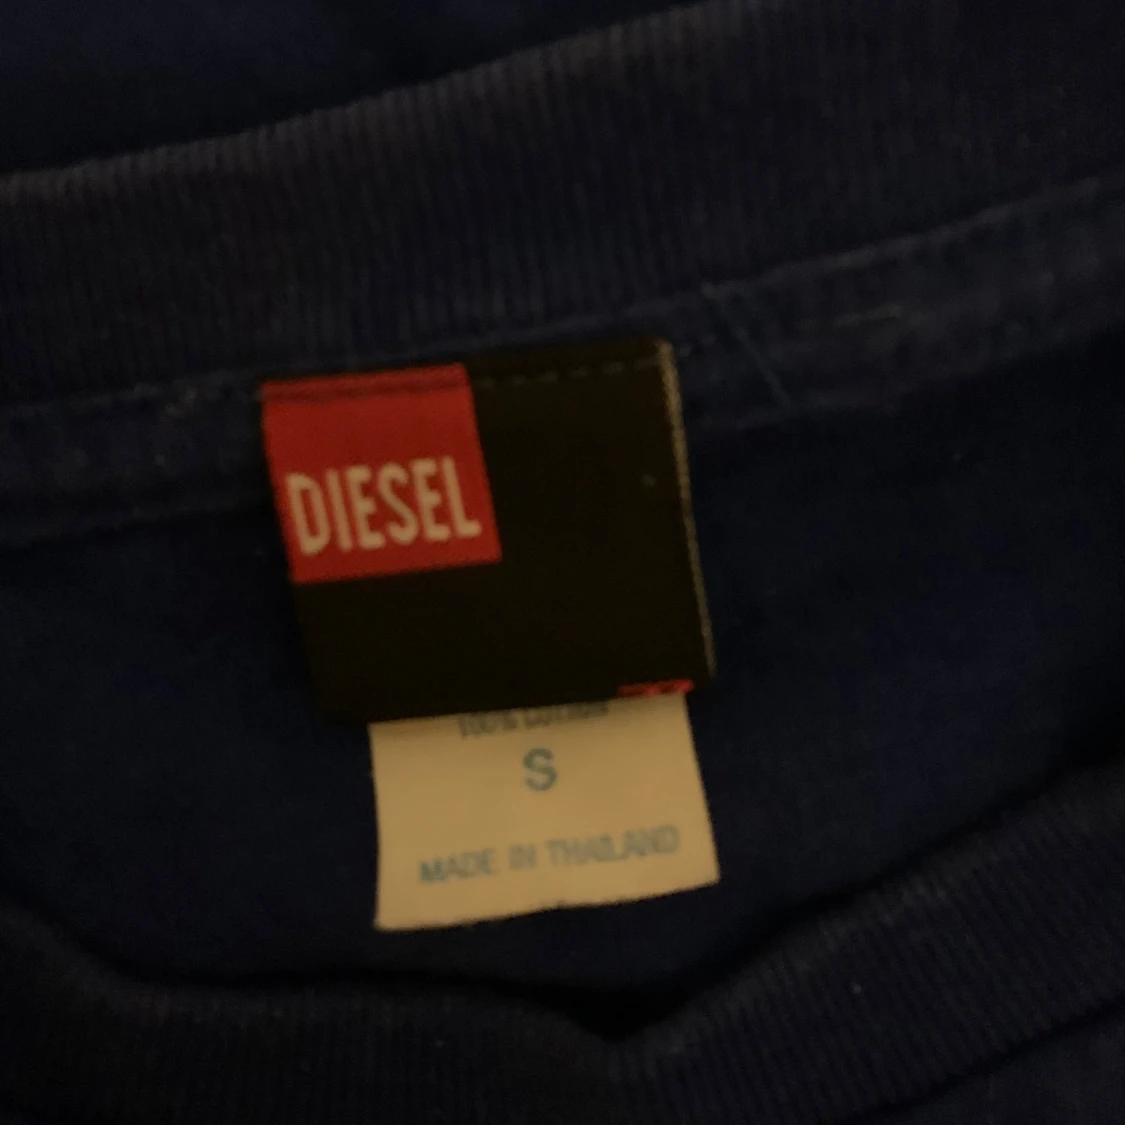 DIESEL
100% COTTON
S
MADE IN THAILAND